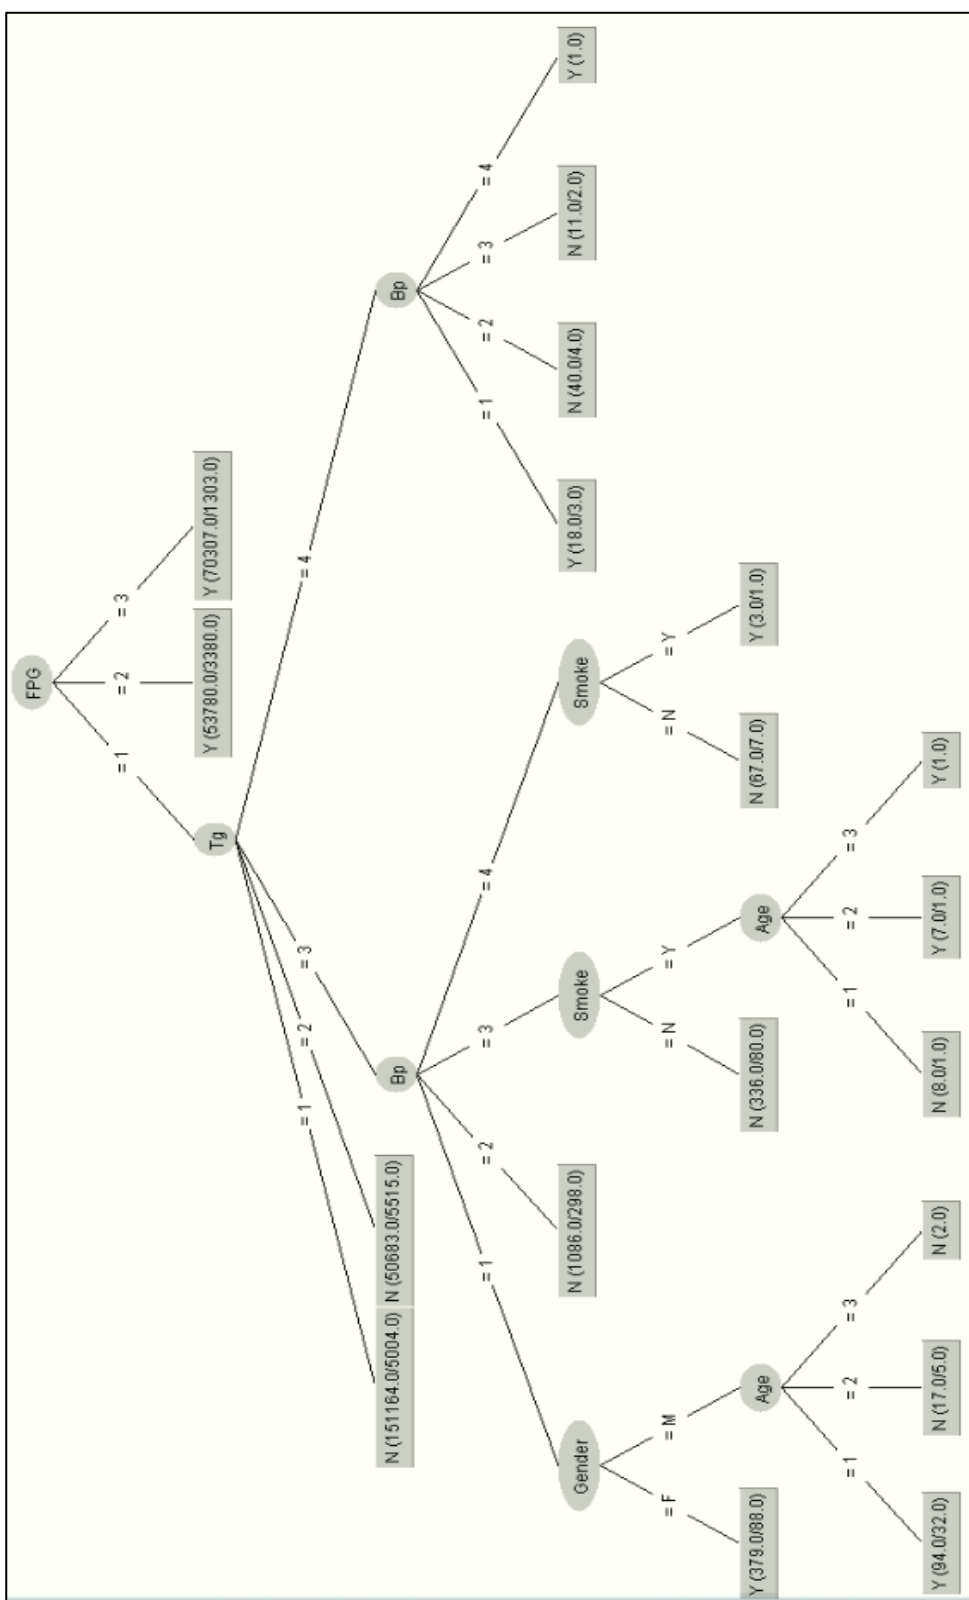 FPG
= 1
= 2
= 3
Tg
Y (53780.0/3380.0)
Y (70307.0/1303.0)
= 1
= 2
= 3
= 4
N (151164.0/5004.0)
N (50683.0/5515.0)
Bp
Bp
= 1
= 2
= 3
= 4
= 1
= 2
= 3
= 4
Gender
N (1086.0/298.0)
Smoke
Smoke
Y (18.0/3.0)
N (40.0/4.0)
N (11.0/2.0)
Y (1.0)
= F
= M
= N
= Y
= N
= Y
Y (379.0/88.0)
Age
N (336.0/80.0)
Age
N (67.0/7.0)
Y (3.0/1.0)
= 1
= 2
= 3
= 1
= 2
= 3
Y (94.0/32.0)
N (17.0/5.0)
N (2.0)
N (8.0/1.0)
Y (7.0/1.0)
Y (1.0)